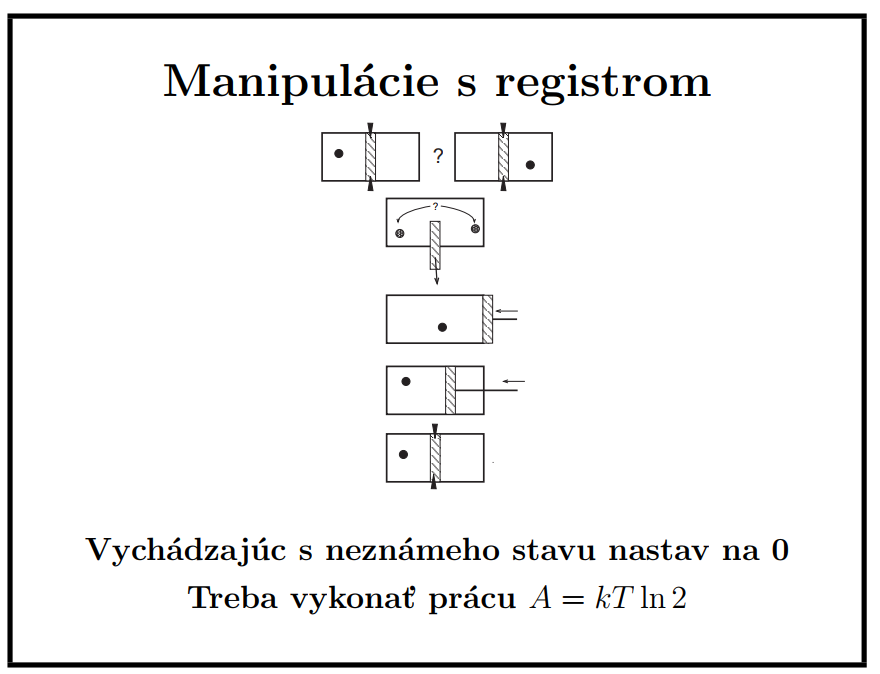 Manipulácie s registrom
?
?
Vychádzajúc s neznámeho stavu nastav na 0
Treba vykonať prácu A = kT ln 2